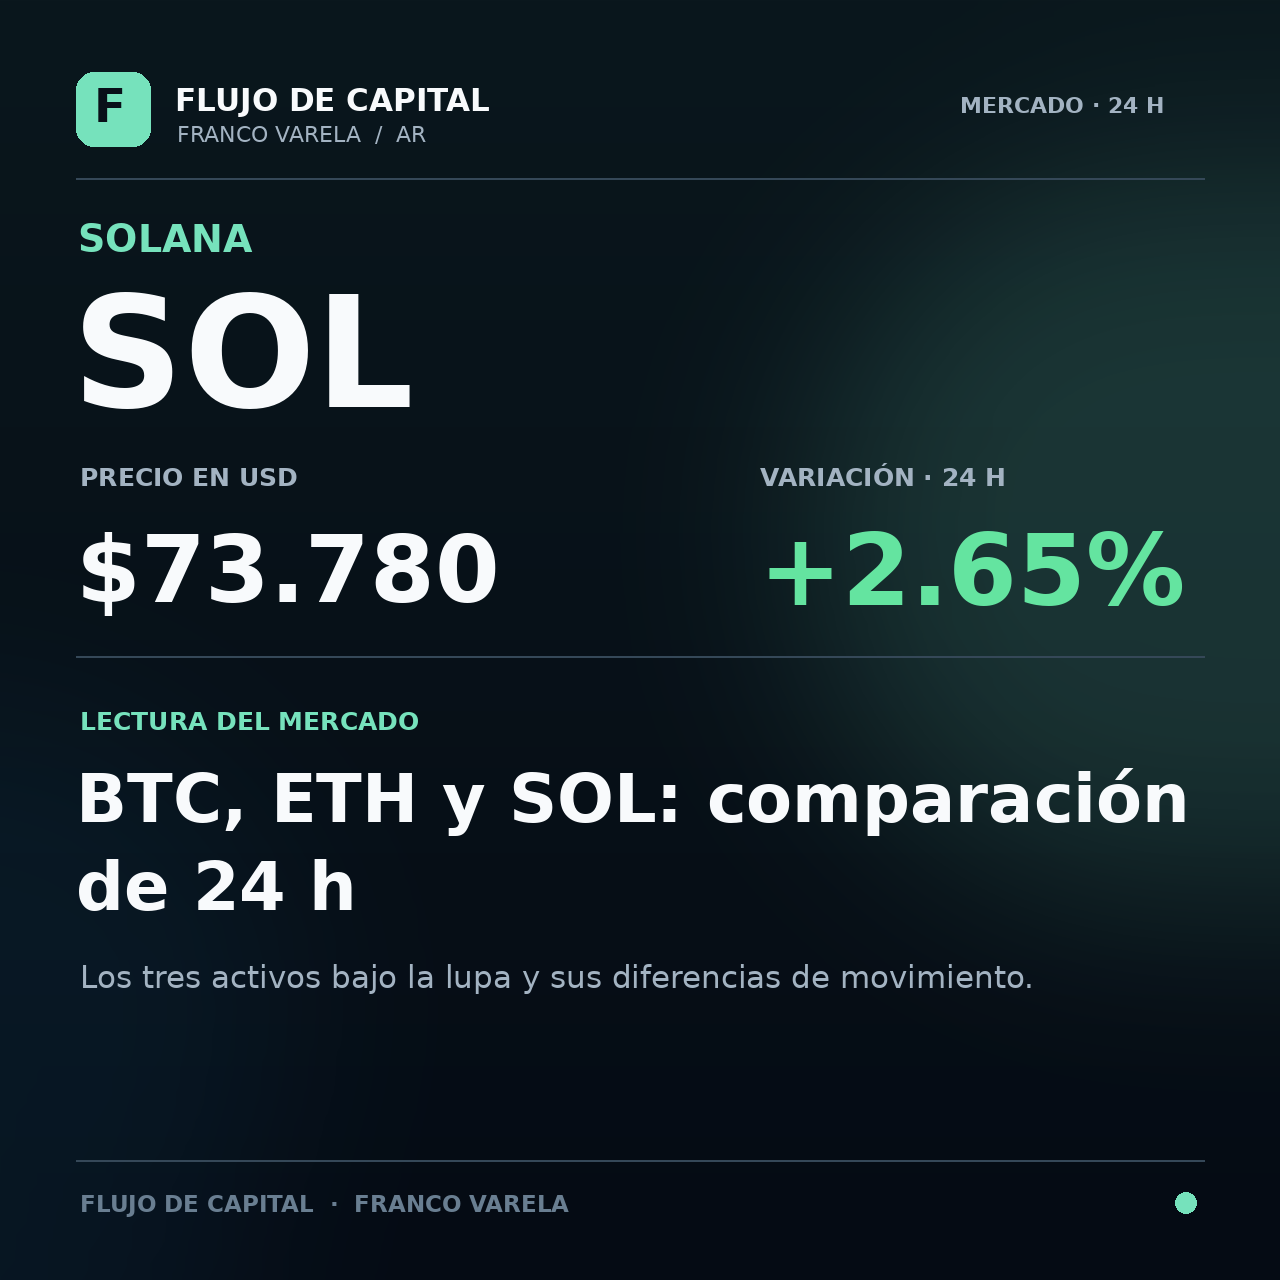 F
FLUJO DE CAPITAL
FRANCO VARELA / AR
MERCADO · 24 H
SOLANA
SOL
PRECIO EN USD
VARIACIÓN · 24 H
$73.780
+2.65%
LECTURA DEL MERCADO
BTC, ETH y SOL: comparación
de 24 h
Los tres activos bajo la lupa y sus diferencias de movimiento.
FLUJO DE CAPITAL · FRANCO VARELA